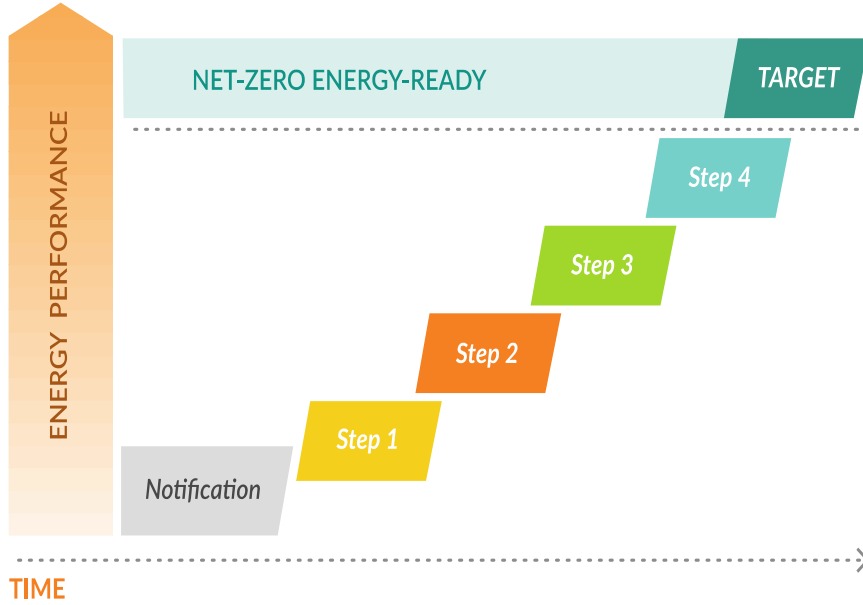 ENERGY PERFORMANCE
NET-ZERO ENERGY-READY
TARGET
Step 4
Step 3
Step 2
Step 1
Notification
TIME